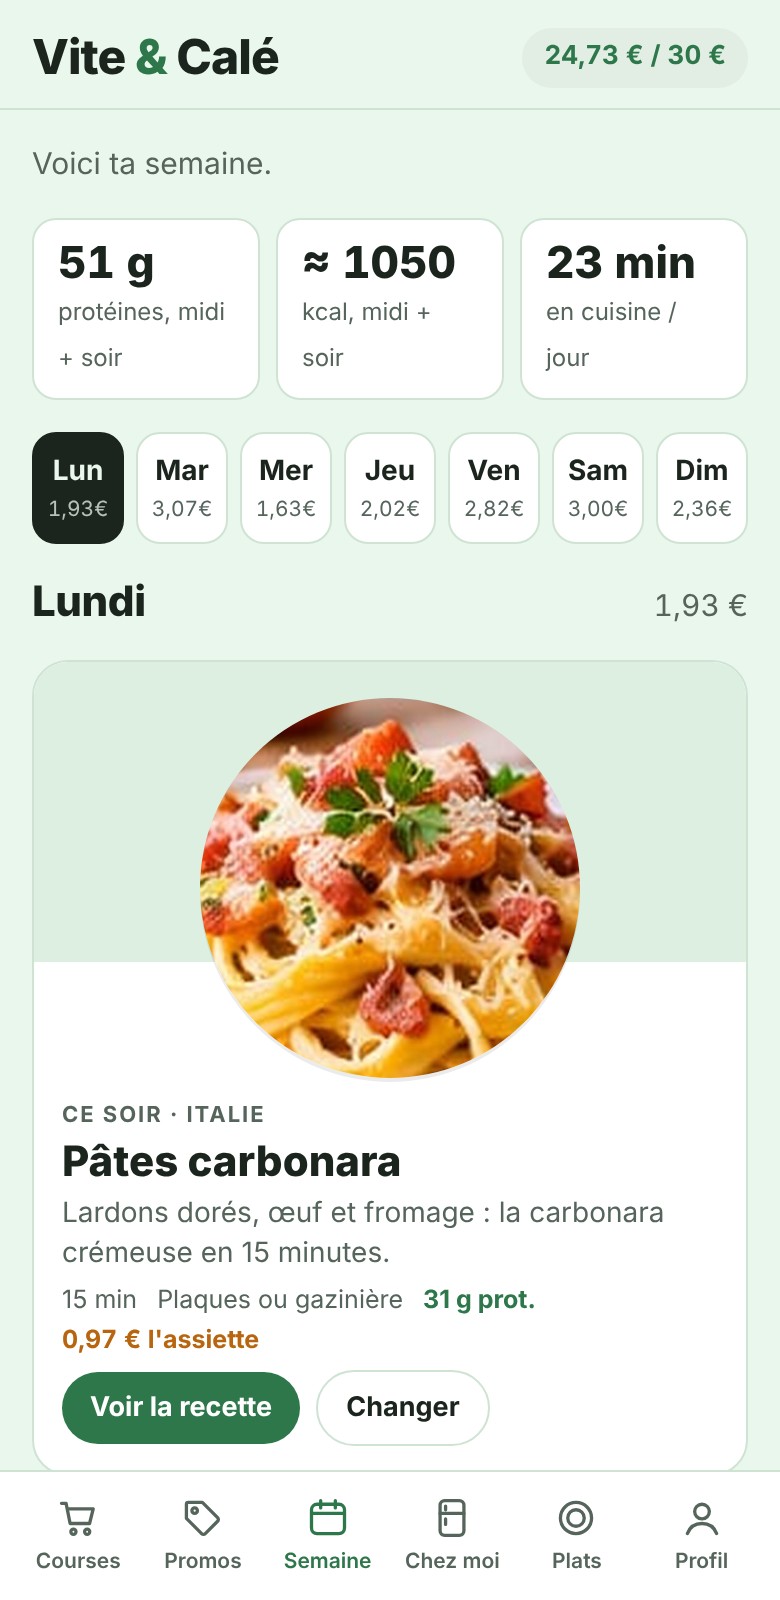 Vite & Calé
24,73 € / 30 €
Voici ta semaine.
51 g
protéines, midi
+ soir
≈ 1050
kcal, midi +
soir
23 min
en cuisine /
jour
Lun
1,93€
Mar
3,07€
Mer
1,63€
Jeu
2,02€
Ven
2,82€
Sam
3,00€
Dim
2,36€
Lundi
1,93 €
CE SOIR · ITALIE
Pâtes carbonara
Lardons dorés, œuf et fromage : la carbonara
crémeuse en 15 minutes.
15 min Plaques ou gazinière 31 g prot.
0,97 € l'assiette
Voir la recette
Changer
Courses
Promos
Semaine
Chez moi
Plats
Profil